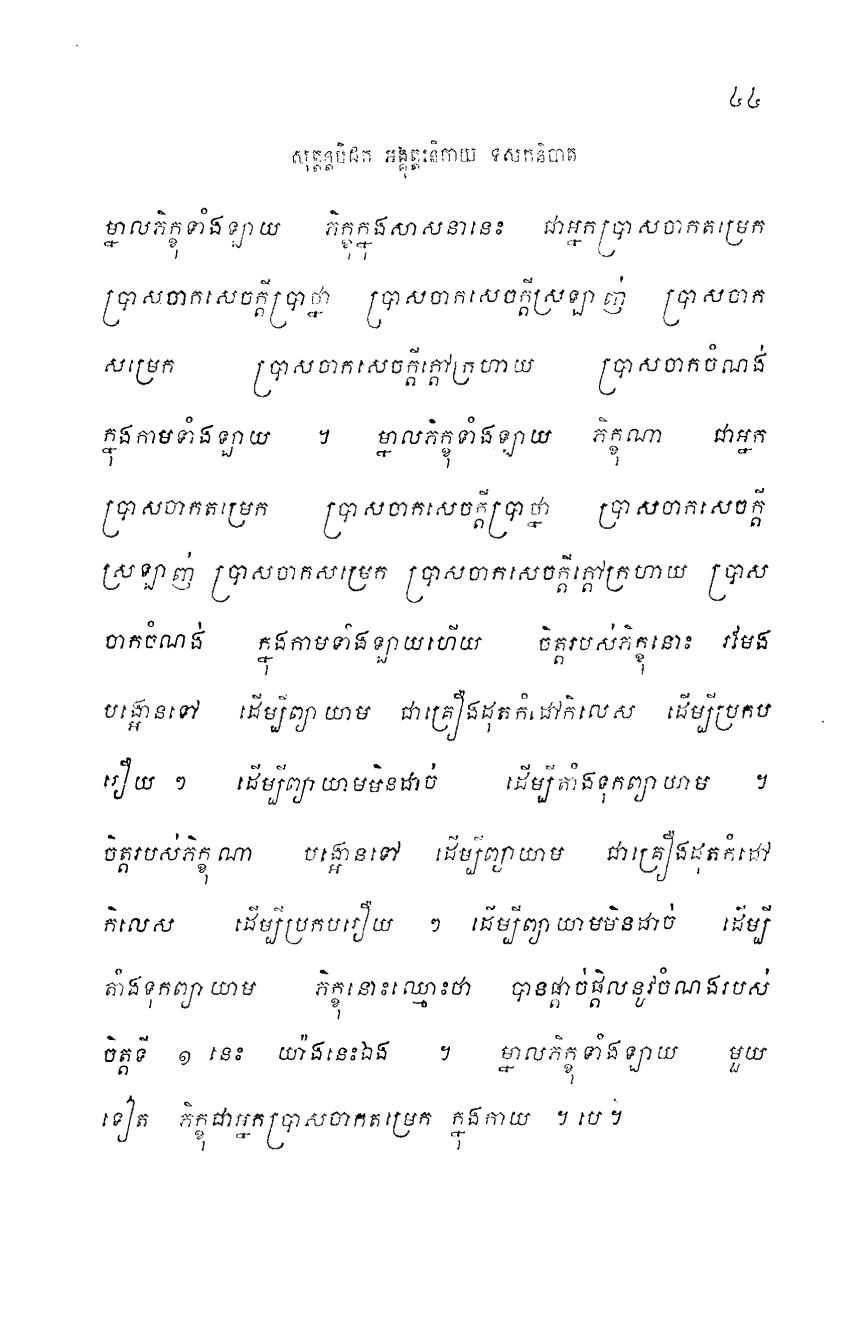 ៤៤
សុត្តន្តបិដក អង្គុត្តរនិកាយ ទសកនិបាត
ម្នាលភិក្ខុទាំងឡាយ ភិក្ខុក្នុងសាសនានេះ ជាអ្នកប្រាសចាកតម្រេក
ប្រាសចាកសេចក្តីប្រាថ្នា ប្រាសចាកសេចក្តីស្រឡាញ់ ប្រាសចាក
សម្រេក ប្រាសចាកសេចក្តីក្តៅក្រហាយ ប្រាសចាកចំណង់
ក្នុងកាមទាំងឡាយ ។ ម្នាលភិក្ខុទាំងឡាយ ភិក្ខុណា ជាអ្នក
ប្រាសចាកតម្រេក ប្រាសចាកសេចក្តីប្រាថ្នា ប្រាសចាកសេចក្តី
ស្រឡាញ់ ប្រាសចាកសម្រេក ប្រាសចាកសេចក្តីក្តៅក្រហាយ ប្រាស
ចាកចំណង់ ក្នុងកាមទាំងឡាយហើយ ចិត្តរបស់ភិក្ខុនោះ រមែង
បង្អោនទៅ ដើម្បីព្យាយាម ជាគ្រឿងដុតកំដៅកិលេស ដើម្បីប្រកប
រឿយ ៗ ដើម្បីព្យាយាមមិនដាច់ ដើម្បីតាំងទុកព្យាយាម ។
ចិត្តរបស់ភិក្ខុណា បង្អោនទៅ ដើម្បីព្យាយាម ជាគ្រឿងដុតកំដៅ
កិលេស ដើម្បីប្រកបរឿយ ៗ ដើម្បីព្យាយាមមិនដាច់ ដើម្បី
តាំងទុកព្យាយាម ភិក្ខុនោះឈ្មោះថា បានផ្តាច់ផ្តិលនូវចំណងរបស់
ចិត្តទី ១ នេះ យ៉ាងនេះឯង ។ ម្នាលភិក្ខុទាំងឡាយ មួយ
ទៀត ភិក្ខុជាអ្នកប្រាសចាកតម្រេក ក្នុងកាយ ។ បេ ។